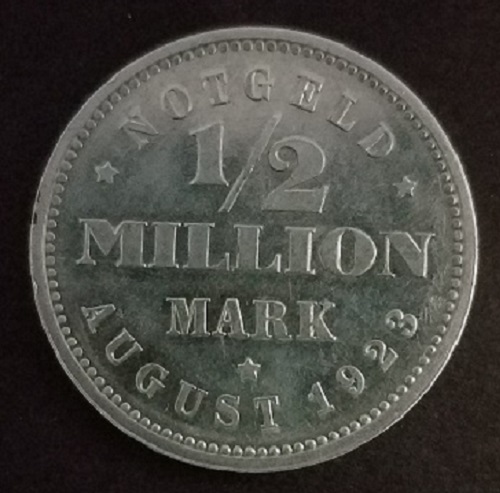 NOTGELD
1/2
MILLION
MARK
AUGUST 1923